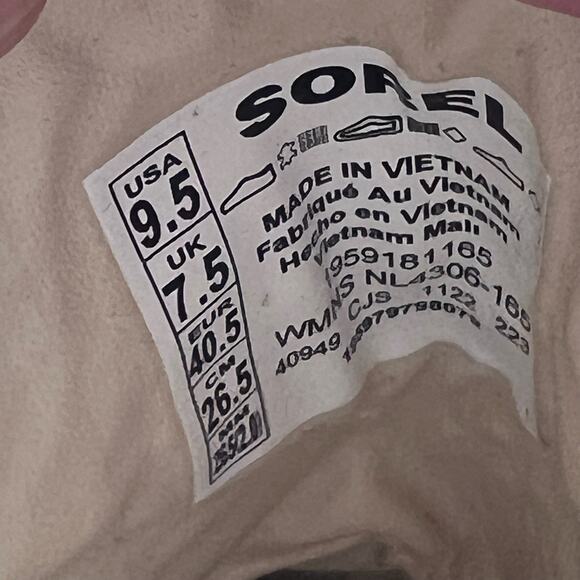 SOREL
USA
9.5
UK
7.5
EUR
40.5
CM
26.5
MM
MADE IN VIETNAM
Fabriqué Au Vietnam
Hecho en Vietnam
Vietnam Mali
1959181165
WMNS NL4306-165
40949 CJS 1122 223